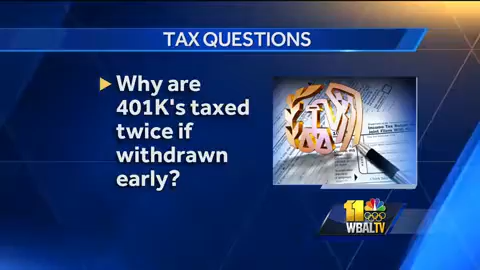 TAX QUESTIONS
Why are
401K's taxed
twice if
withdrawn
early?
11
WBALTV